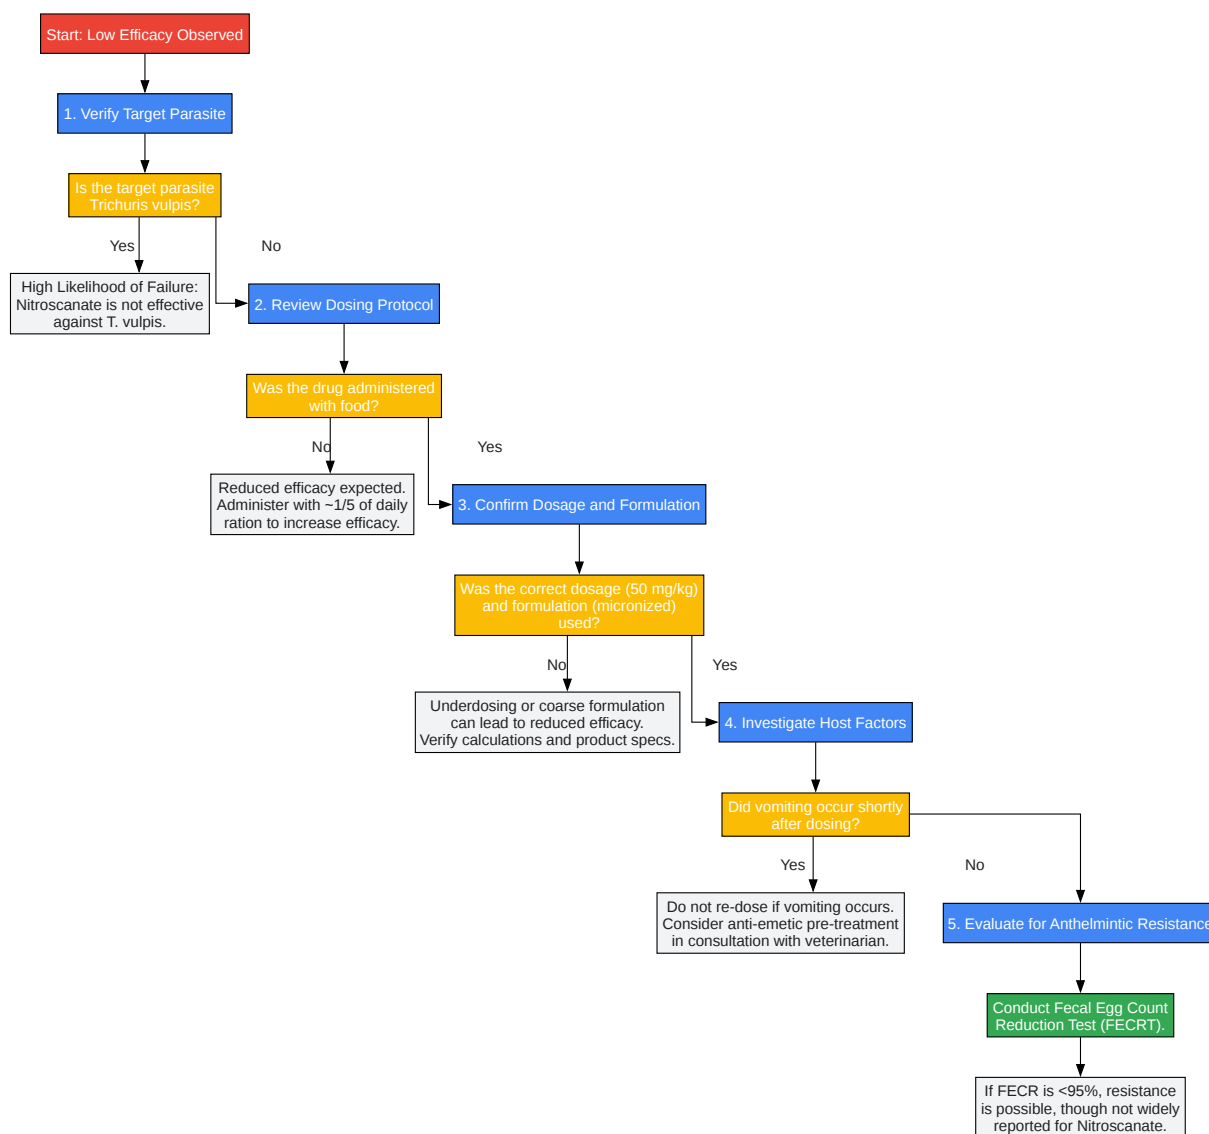 Start: Low Efficacy Observed
1. Verify Target Parasite
Is the target parasite
Trichuris vulpis?
Yes
No
High Likelihood of Failure:
Nitroscanate is not effective
against T. vulpis.
2. Review Dosing Protocol
Was the drug administered
with food?
No
Yes
Reduced efficacy expected.
Administer with ~1/5 of daily
ration to increase efficacy.
3. Confirm Dosage and Formulation
Was the correct dosage (50 mg/kg)
and formulation (micronized)
used?
No
Yes
Underdosing or coarse formulation
can lead to reduced efficacy.
Verify calculations and product specs.
4. Investigate Host Factors
Did vomiting occur shortly
after dosing?
Yes
No
Do not re-dose if vomiting occurs.
Consider anti-emetic pre-treatment
in consultation with veterinarian.
5. Evaluate for Anthelmintic Resistance
Conduct Fecal Egg Count
Reduction Test (FECRT).
If FECR is <95%, resistance
is possible, though not widely
reported for Nitroscanate.